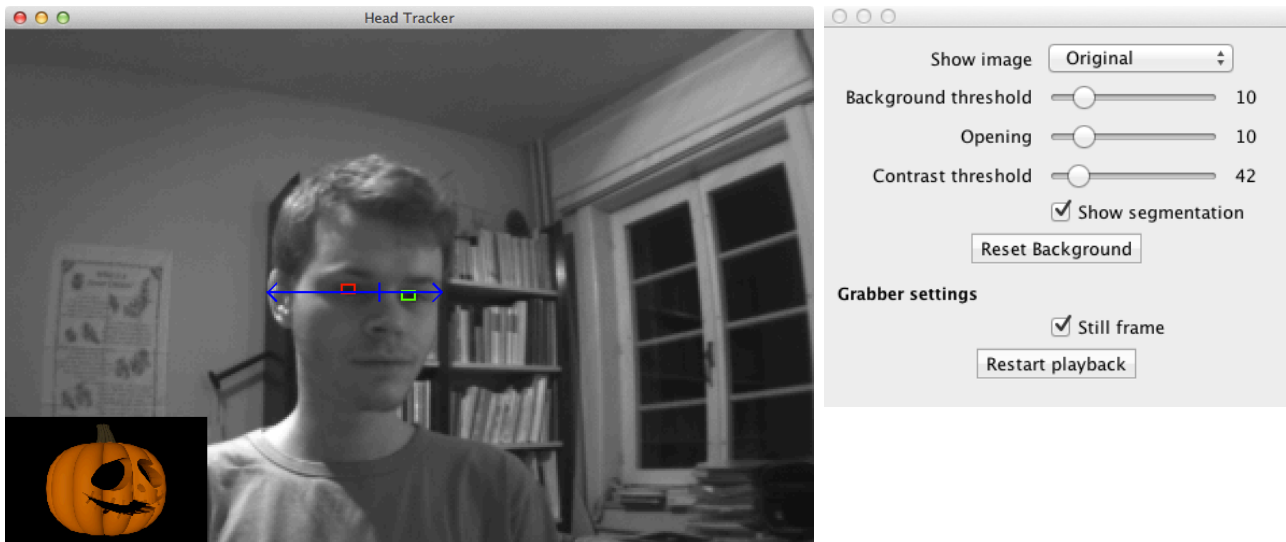 Head Tracker
Show image Original
Background threshold 10
Opening 10
Contrast threshold 42
Show segmentation
Reset Background
Grabber settings
Still frame
Restart playback